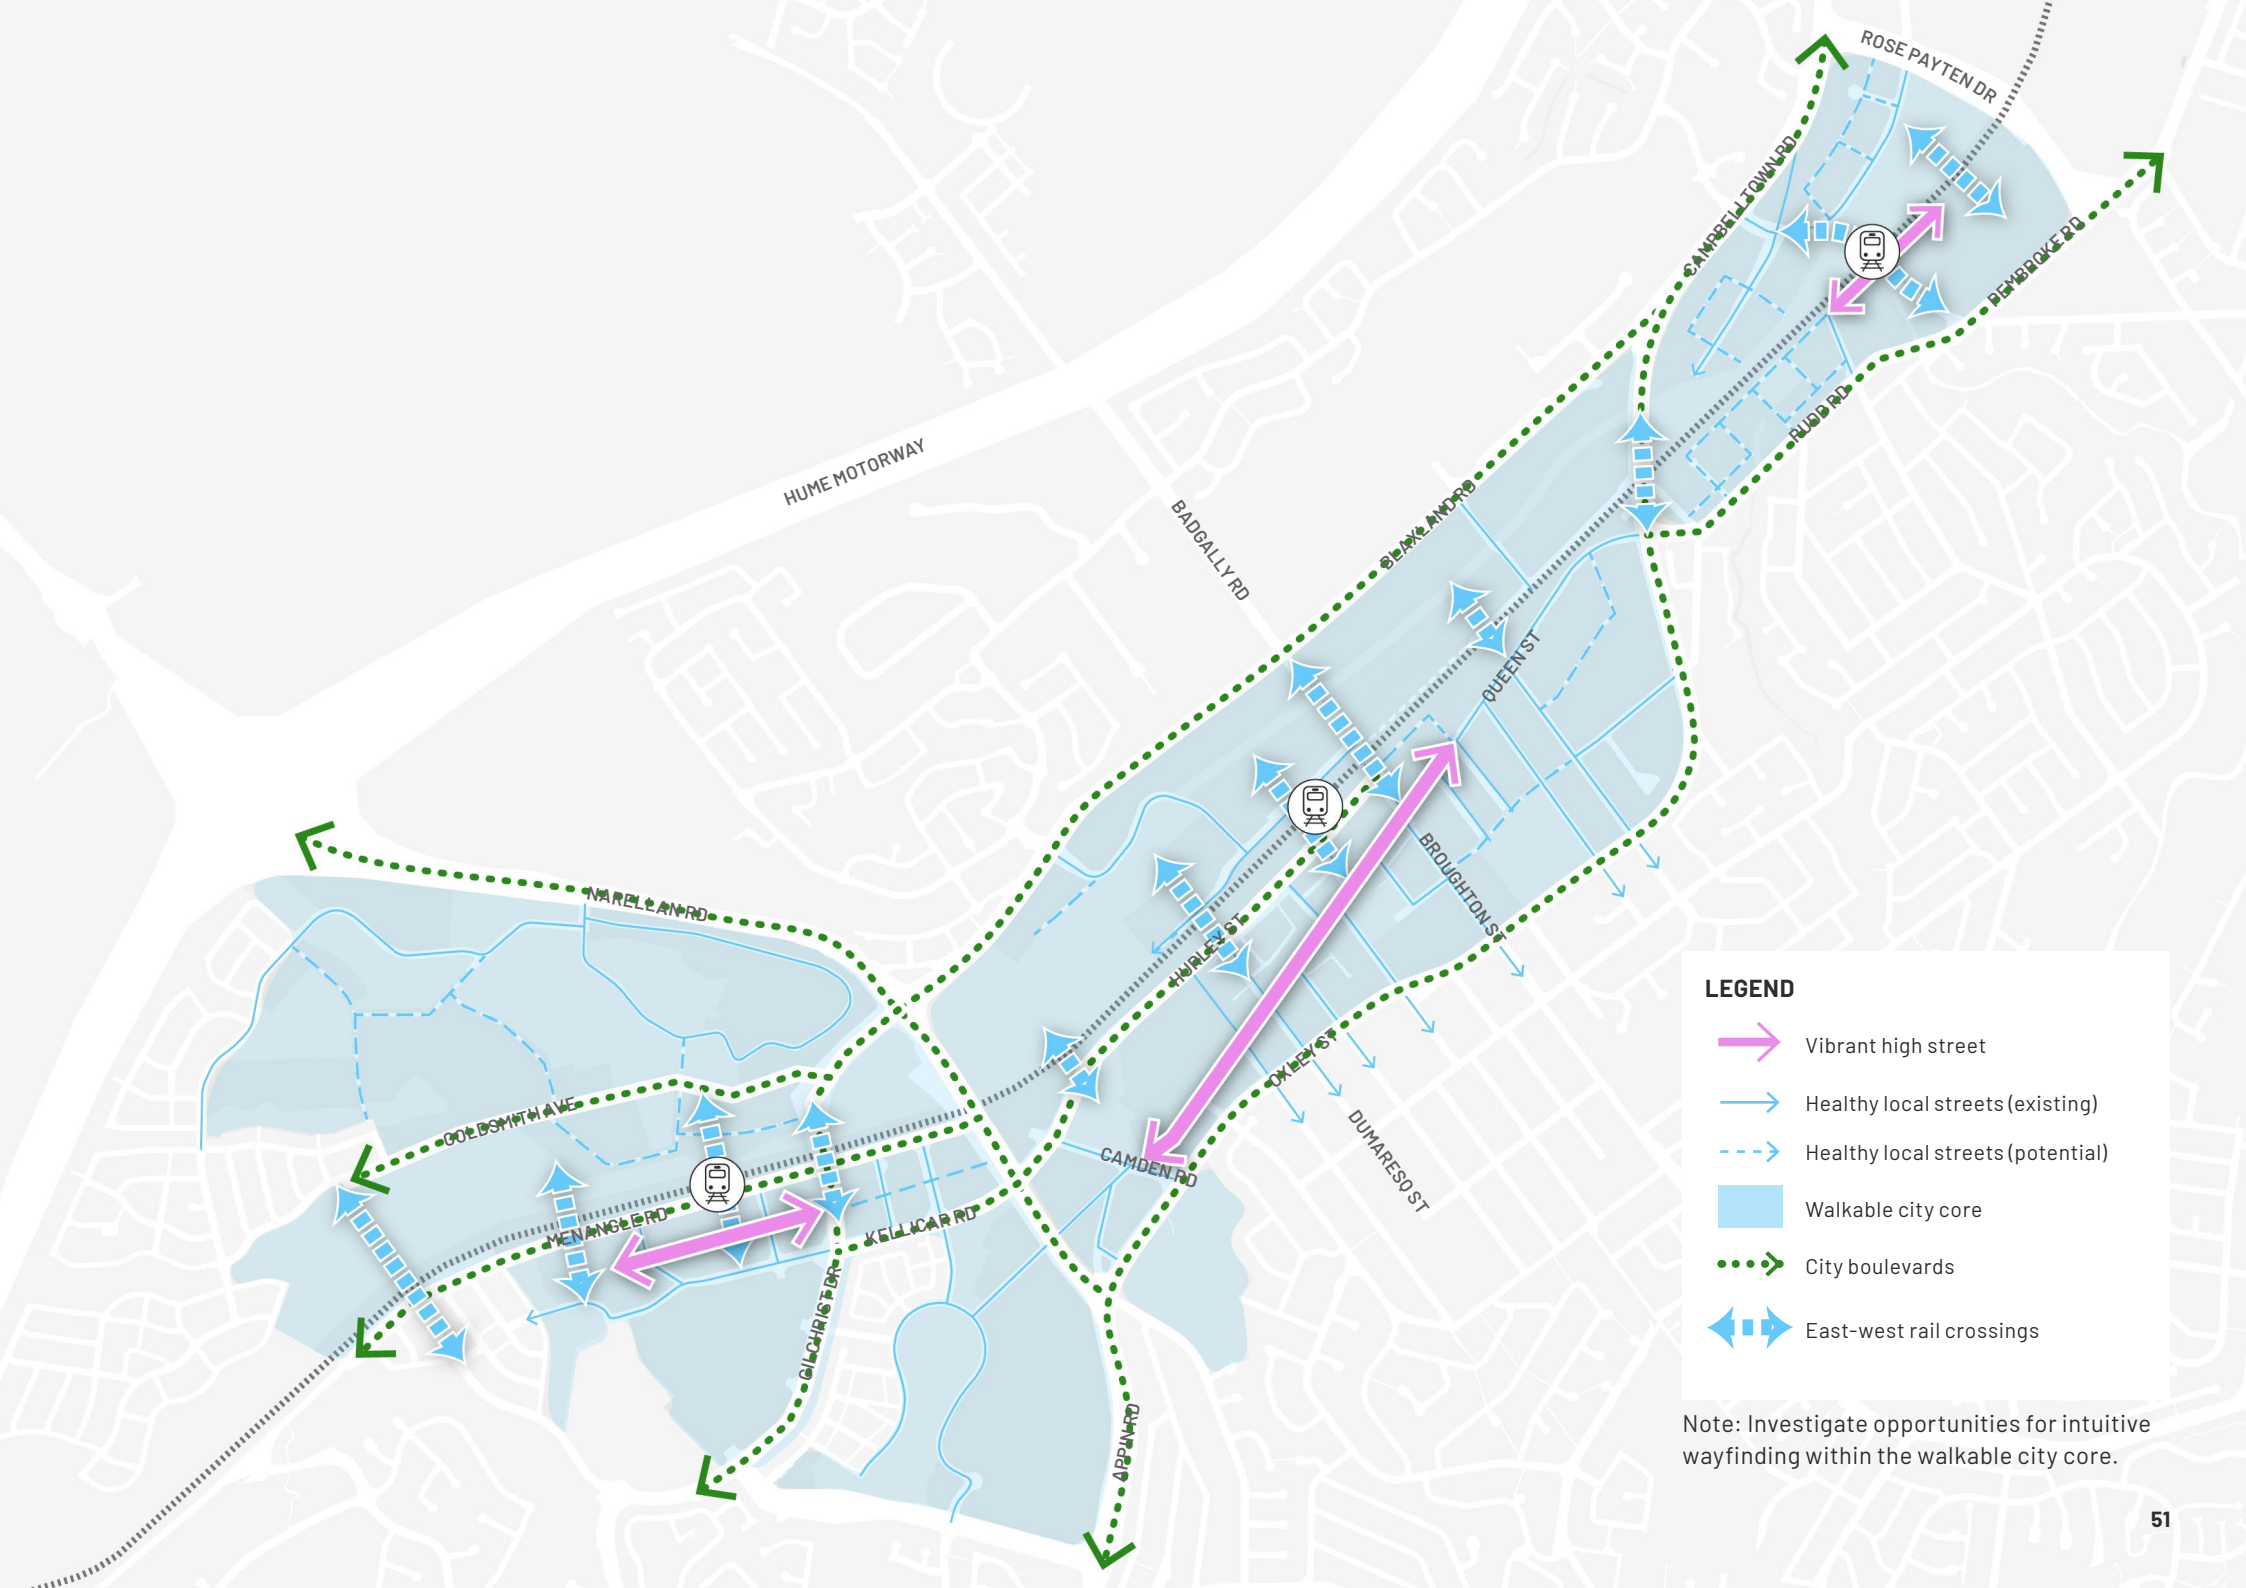 ROSE PAYTEN DR
CAMPBELLTOWN RD
PEMBROKE RD
RUDD RD
HUME MOTORWAY
BADGALLY RD
BLAXLAND RD
QUEEN ST
BROUGHTON ST
HURLEY ST
NARELLAN RD
OXLEY ST
DUMARESQ ST
CAMDEN RD
GOLDSMITH AVE
MENANGLE RD
KELLICAR RD
GILCHRIST DR
APPIN RD
LEGEND
Vibrant high street
Healthy local streets (existing)
Healthy local streets (potential)
Walkable city core
City boulevards
East-west rail crossings
Note: Investigate opportunities for intuitive
wayfinding within the walkable city core.
51